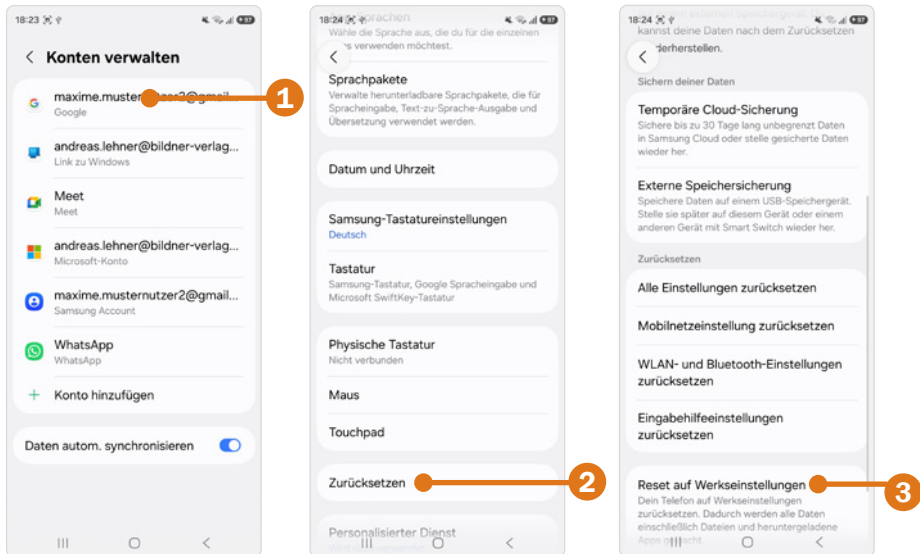 18:23
< Konten verwalten
maxime.musternutzer2@gmail...
Google
andreas.lehner@bildner-verlag...
Link zu Windows
Meet
Meet
andreas.lehner@bildner-verlag...
Microsoft-Konto
maxime.musternutzer2@gmail...
Samsung Account
WhatsApp
WhatsApp
+ Konto hinzufügen
Daten autom. synchronisieren
1
18:24
Sprachen
Wähle die Sprache aus, die du für die einzelnen
verwenden möchtest.
Sprachpakete
Verwalte herunterladbare Sprachpakete, die für
Spracheingabe, Text-zu-Sprache-Ausgabe und
Übersetzung verwendet werden.
Datum und Uhrzeit
Samsung-Tastatureinstellungen
Deutsch
Tastatur
Samsung-Tastatur, Google Spracheingabe und
Microsoft SwiftKey-Tastatur
Physische Tastatur
Nicht verbunden
Maus
Touchpad
Zurücksetzen
2
Personalisierter Dienst
18:24
kannst deine Daten nach dem Zurücksetzen
derherstellen.
Sichern deiner Daten
Temporäre Cloud-Sicherung
Sichere bis zu 30 Tage lang unbegrenzt Daten
in Samsung Cloud oder stelle gesicherte Daten
wieder her.
Externe Speichersicherung
Speichere Daten auf einem USB-Speichergerät.
Stelle sie später auf diesem Gerät oder einem
anderen Gerät mit Smart Switch wieder her.
Zurücksetzen
Alle Einstellungen zurücksetzen
Mobilnetzeinstellung zurücksetzen
WLAN- und Bluetooth-Einstellungen
zurücksetzen
Eingabehilfeeinstellungen
zurücksetzen
Reset auf Werkseinstellungen
3
Dein Telefon auf Werkseinstellungen
zurücksetzen. Dadurch werden alle Daten
einschließlich Dateien und heruntergeladene
Apps gelöscht.